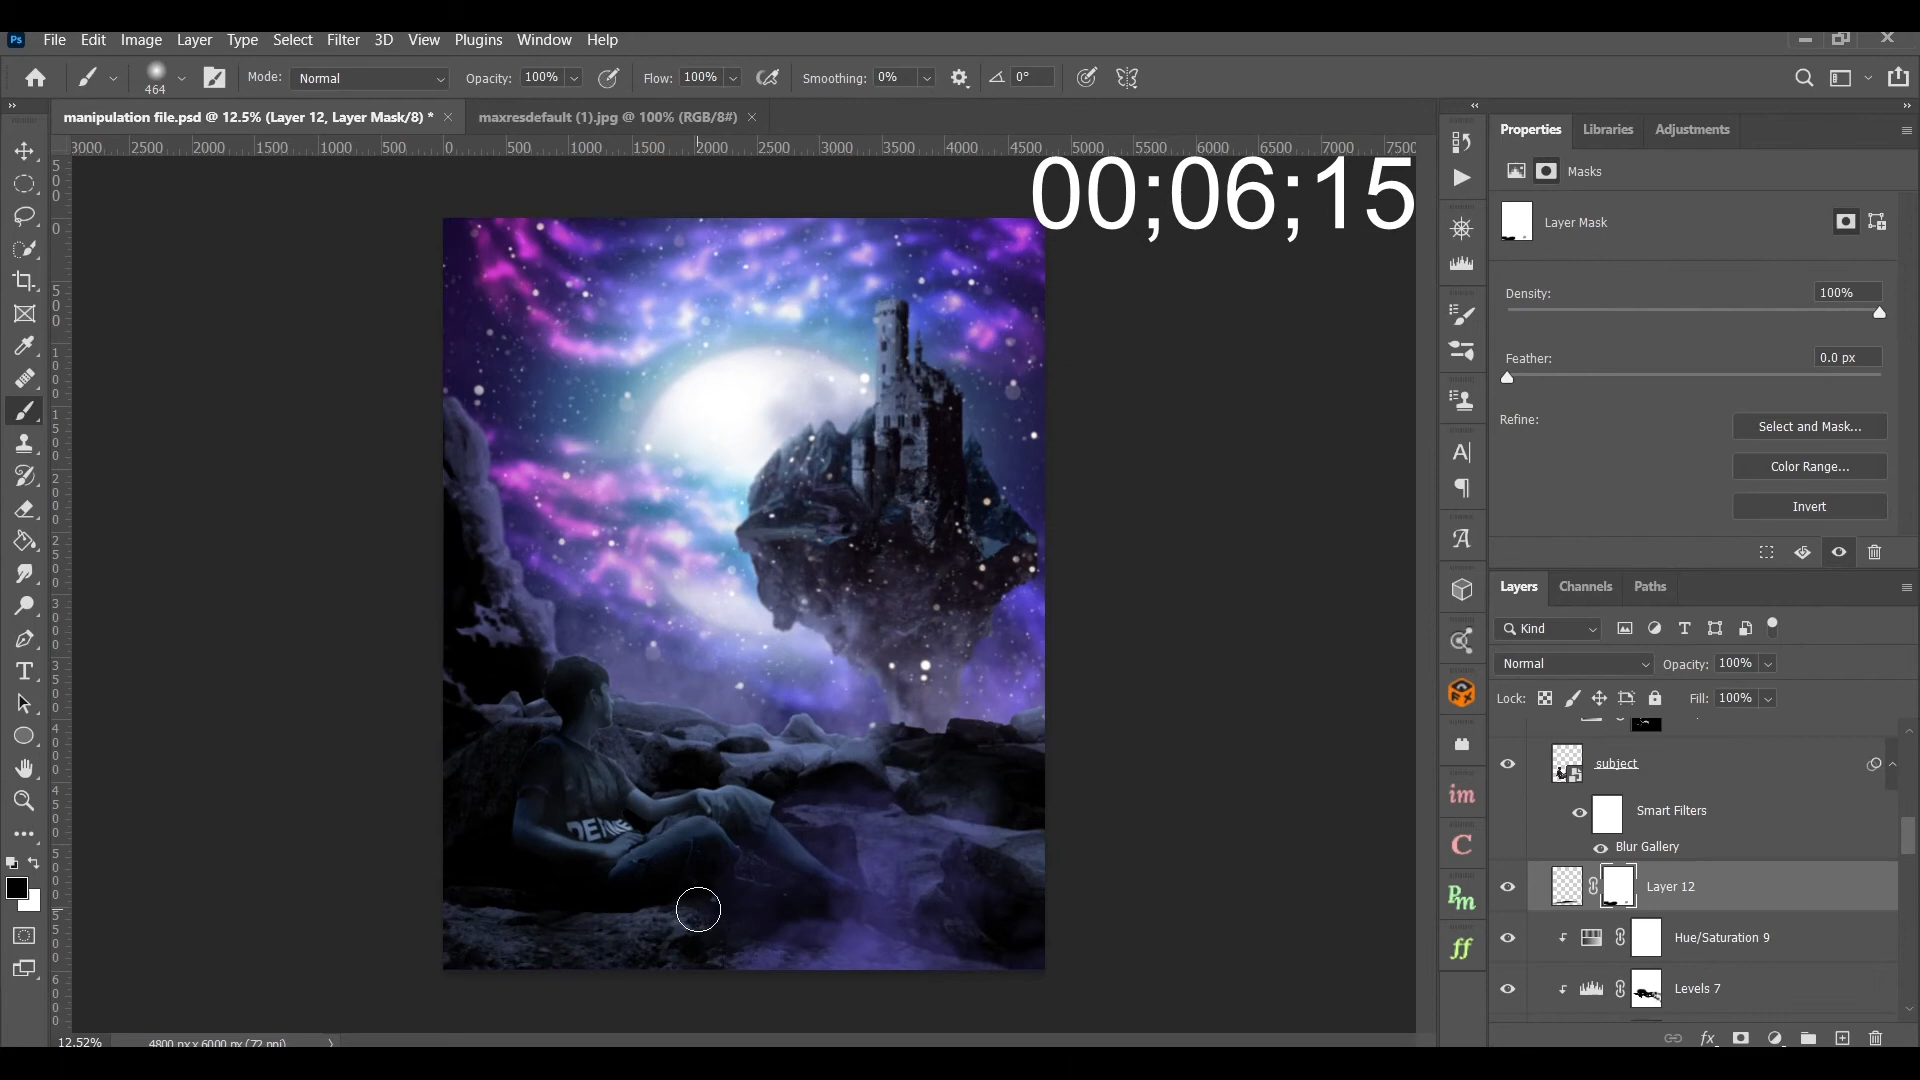 Ps File Edit Image Layer Type Select Filter 3D View Plugins Window Help
464 Mode: Normal Opacity: 100% Flow: 100% Smoothing: 0% 0°
manipulation file.psd @ 12.5% (Layer 12, Layer Mask/8) * maxresdefault (1).jpg @ 100% (RGB/8#)
3000 2500 2000 1500 1000 500 0 500 1000 1500 2000 2500 3000 3500 4000 4500 5000 5500 6000 6500 7000 7500
00;06;15
Properties Libraries Adjustments
Masks
Layer Mask
Density: 100%
Feather: 0.0 px
Refine:
Select and Mask...
Color Range...
Invert
Layers Channels Paths
Kind
Normal Opacity: 100%
Lock: Fill: 100%
subject
Smart Filters
Blur Gallery
Layer 12
Hue/Saturation 9
Levels 7
im
C
Pm
ff
fx
12.52% 4800 px x 6000 px (72 ppi)